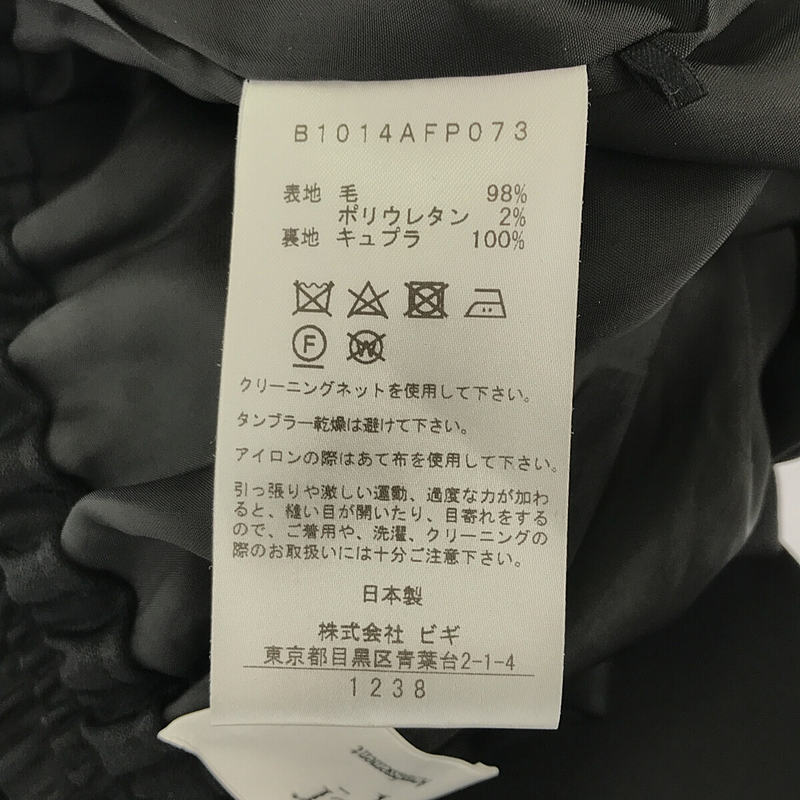 B1014AFP073
表地 毛 98%
ポリウレタン 2%
裏地 キュプラ 100%
F W
クリーニングネットを使用して下さい。
タンブラー乾燥は避けて下さい。
アイロンの際はあて布を使用して下さい。
引っ張りや激しい運動、過度な力が加わ
ると、縫い目が開いたり、目寄れをする
ので、ご着用や、洗濯、クリーニングの
際のお取扱いには十分ご注意下さい。
日本製
株式会社 ビギ
東京都目黒区青葉台2-1-4
1238